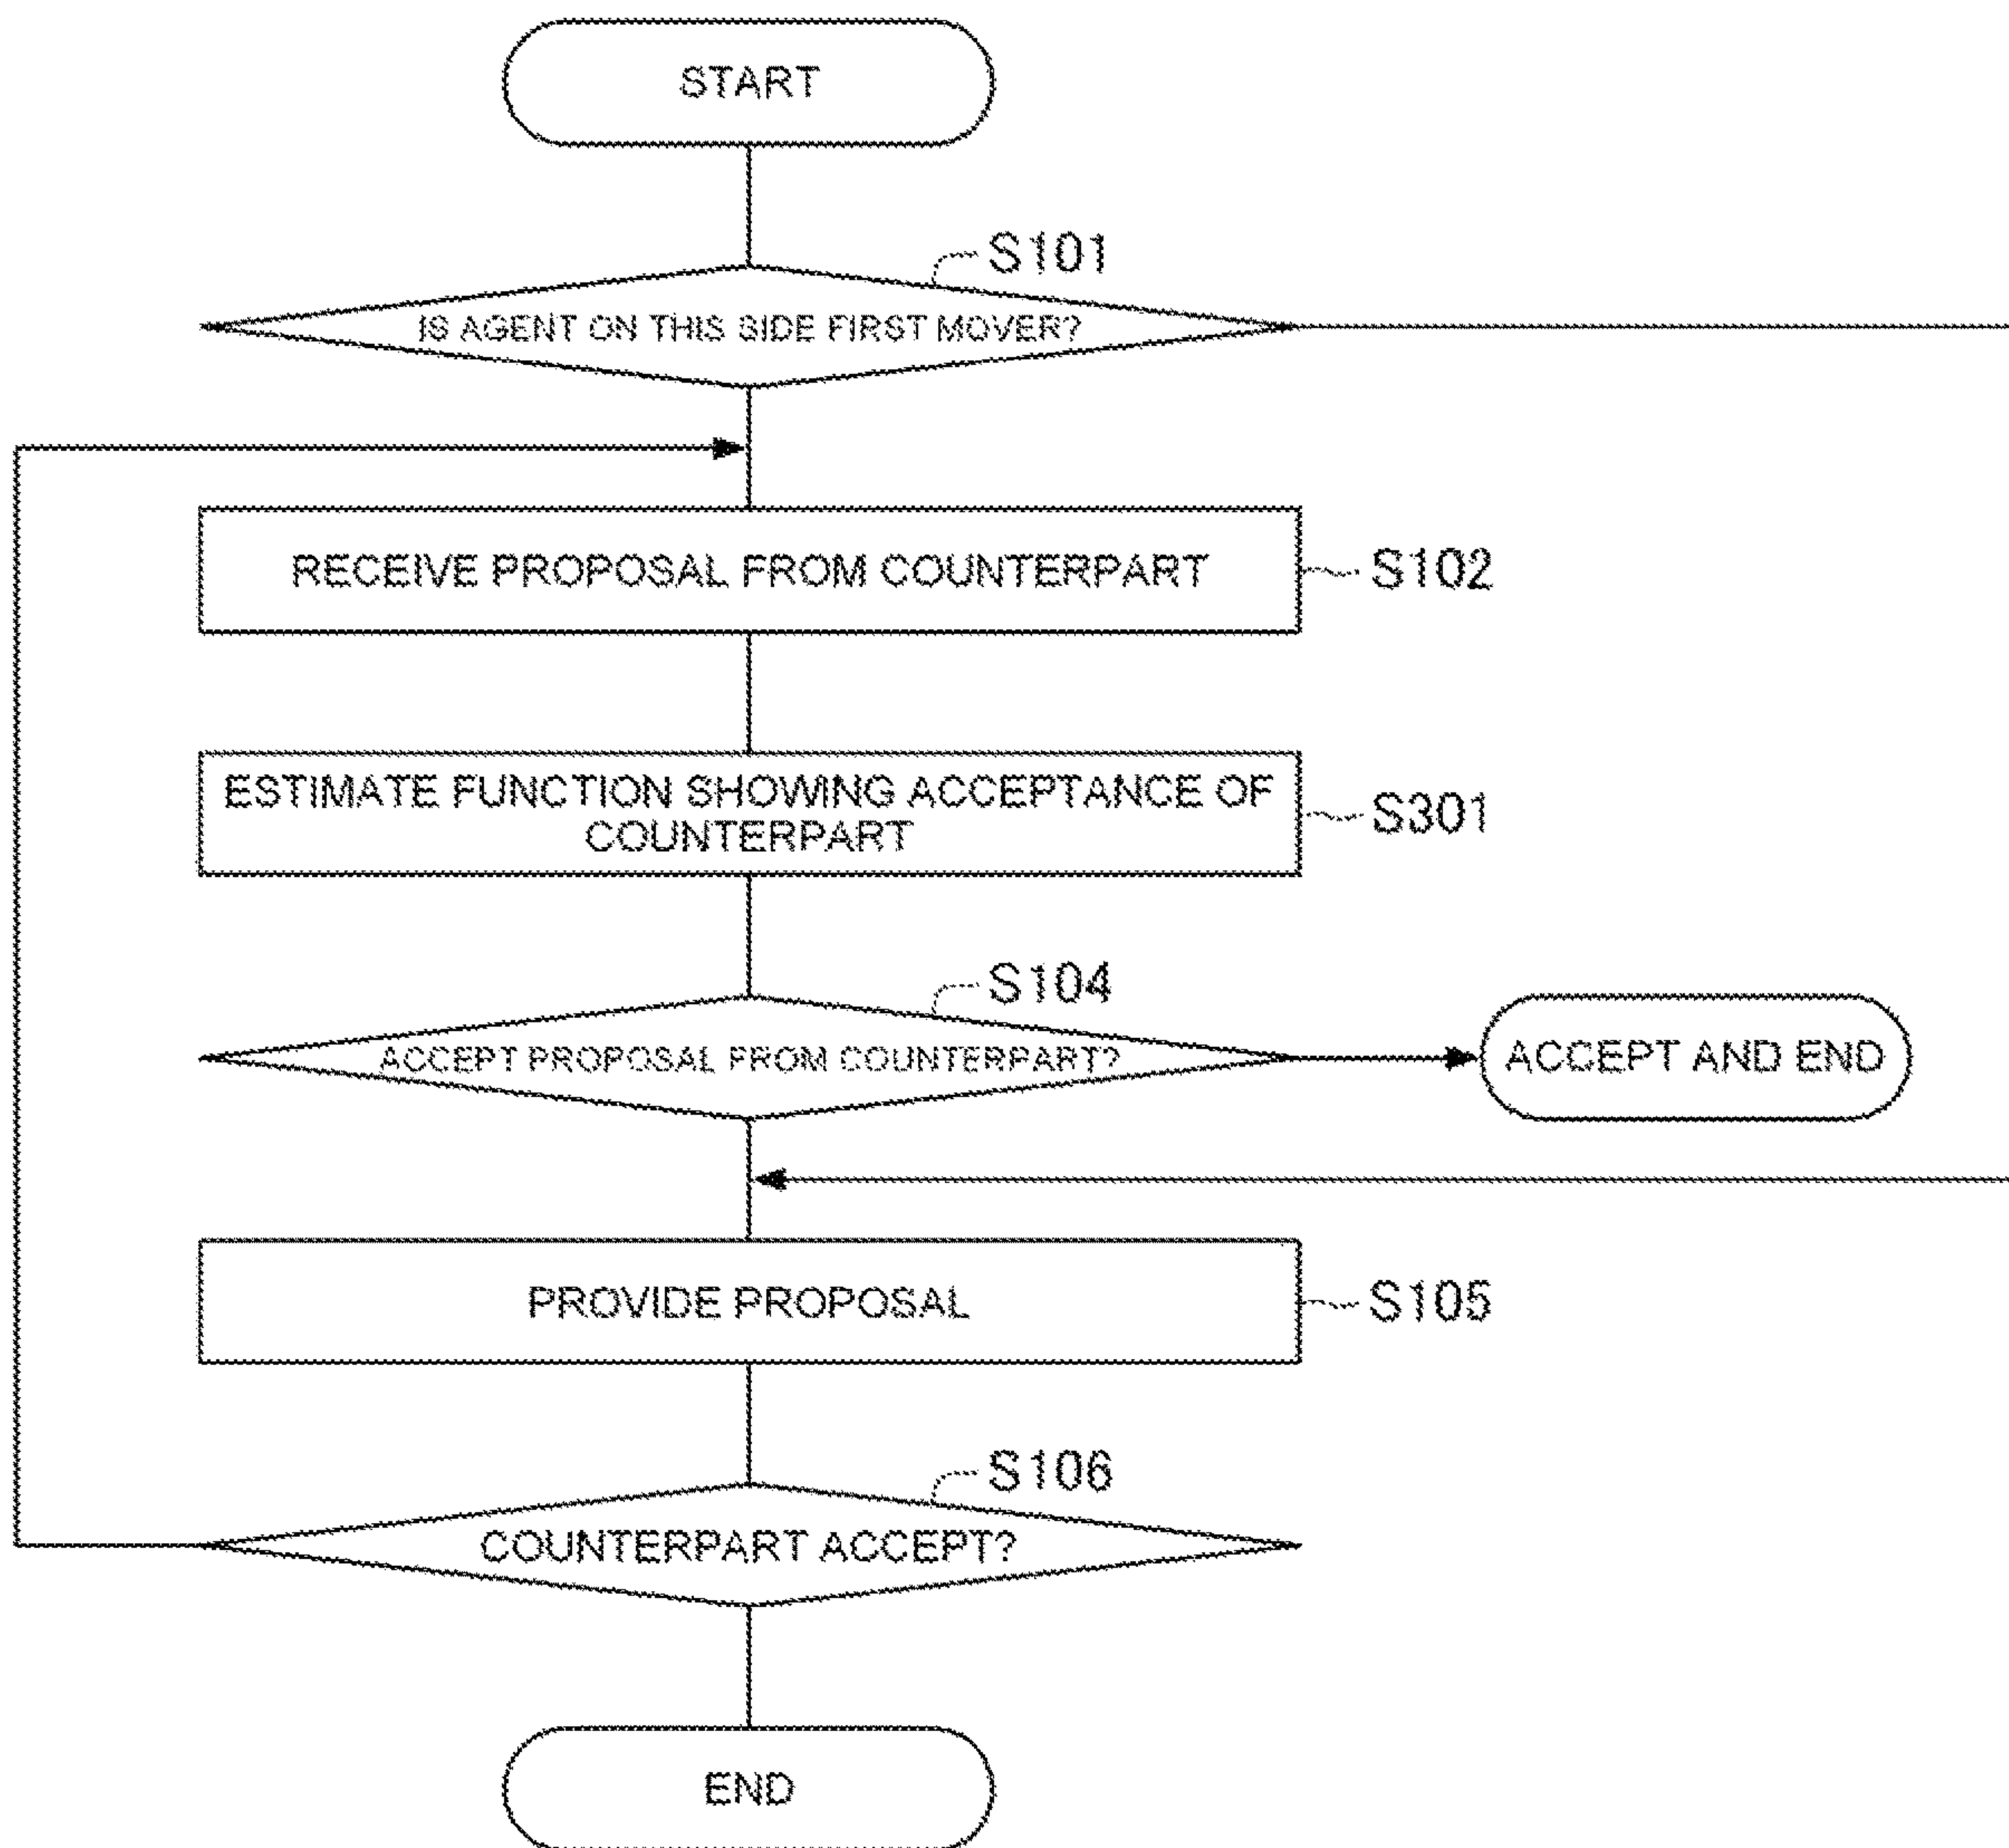 START
S101
IS AGENT ON THIS SIDE FIRST MOVER?
RECEIVE PROPOSAL FROM COUNTERPART
S102
ESTIMATE FUNCTION SHOWING ACCEPTANCE OF
COUNTERPART
S301
S104
ACCEPT PROPOSAL FROM COUNTERPART?
ACCEPT AND END
PROVIDE PROPOSAL
S105
S106
COUNTERPART ACCEPT?
END